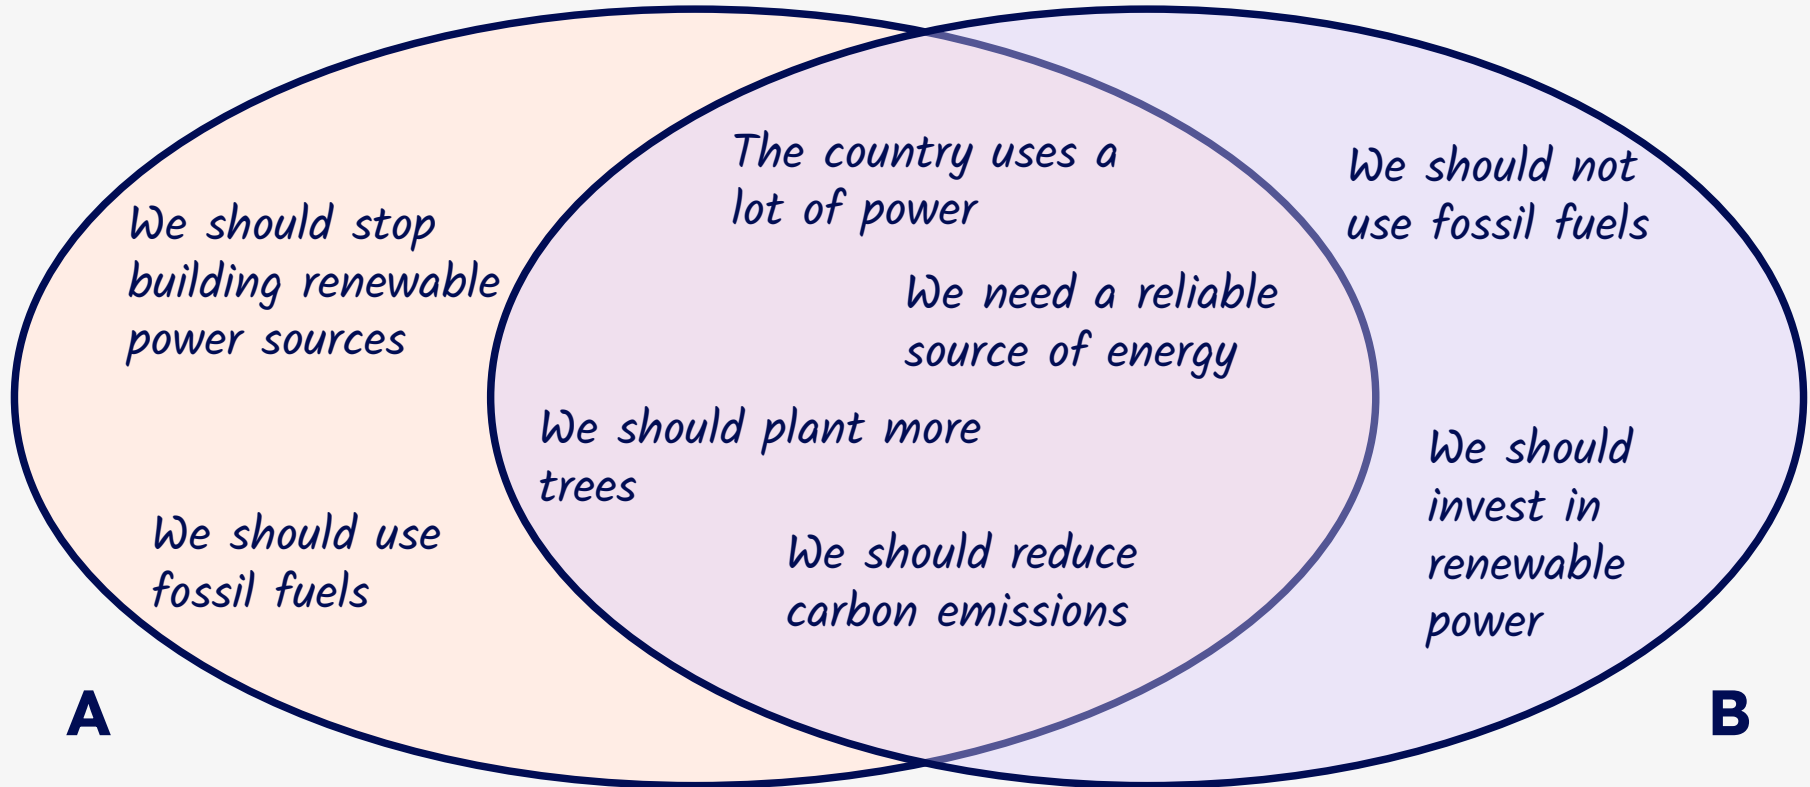 We should stop
building renewable
power sources
We should use
fossil fuels
A
The country uses a
lot of power
We need a reliable
source of energy
We should plant more
trees
We should reduce
carbon emissions
We should not
use fossil fuels
We should
invest in
renewable
power
B